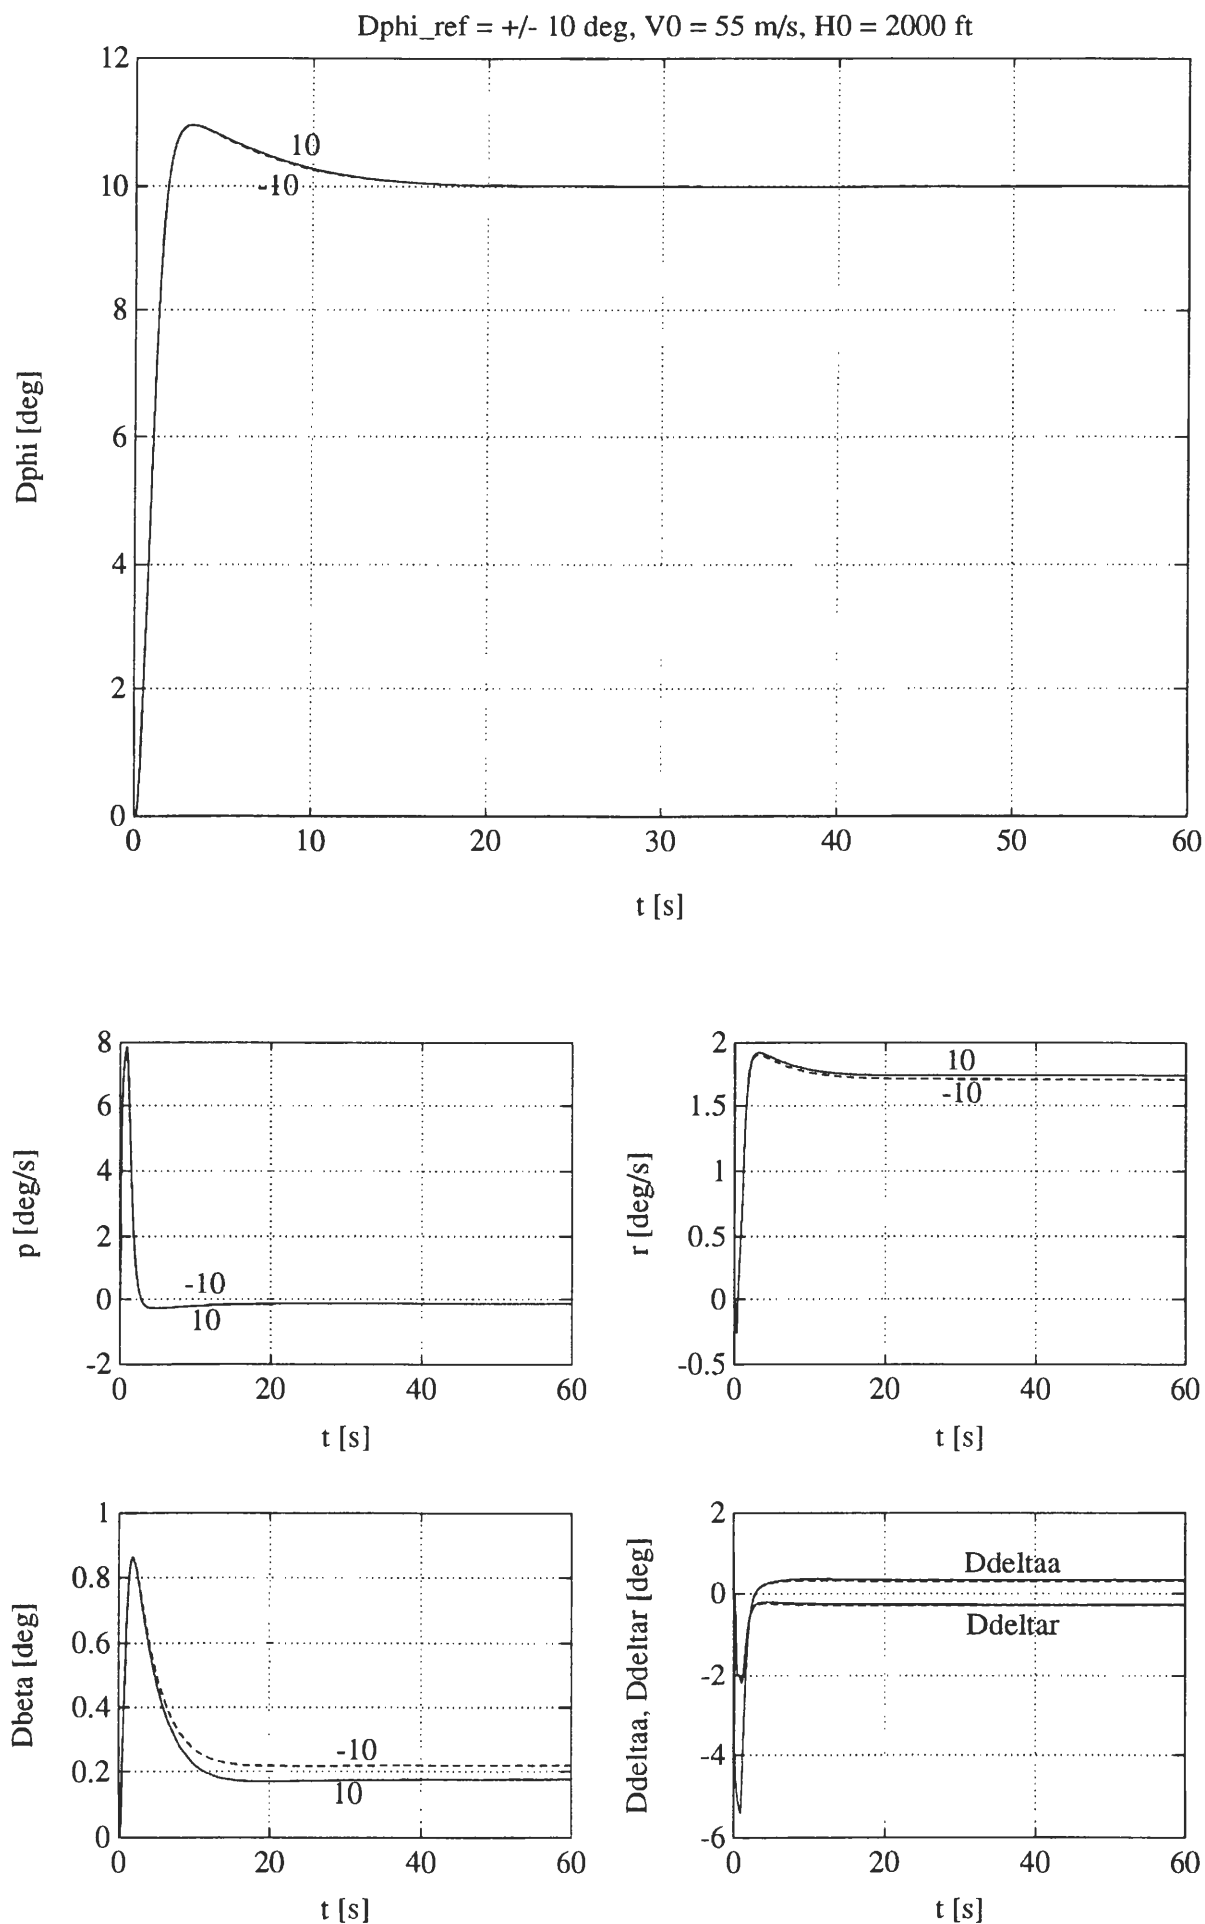 Dphi_ref = +/- 10 deg, V0 = 55 m/s, H0 = 2000 ft
12
10
8
6
4
2
0
Dphi [deg]
10
-10
0 10 20 30 40 50 60
t [s]
8
6
4
2
0
-2
p [deg/s]
-10
10
0 20 40 60
t [s]
2
1.5
1
0.5
0
-0.5
r [deg/s]
10
-10
0 20 40 60
t [s]
1
0.8
0.6
0.4
0.2
0
Dbeta [deg]
-10
10
0 20 40 60
t [s]
2
0
-2
-4
-6
Ddeltaa, Ddeltar [deg]
Ddeltaa
Ddeltar
0 20 40 60
t [s]